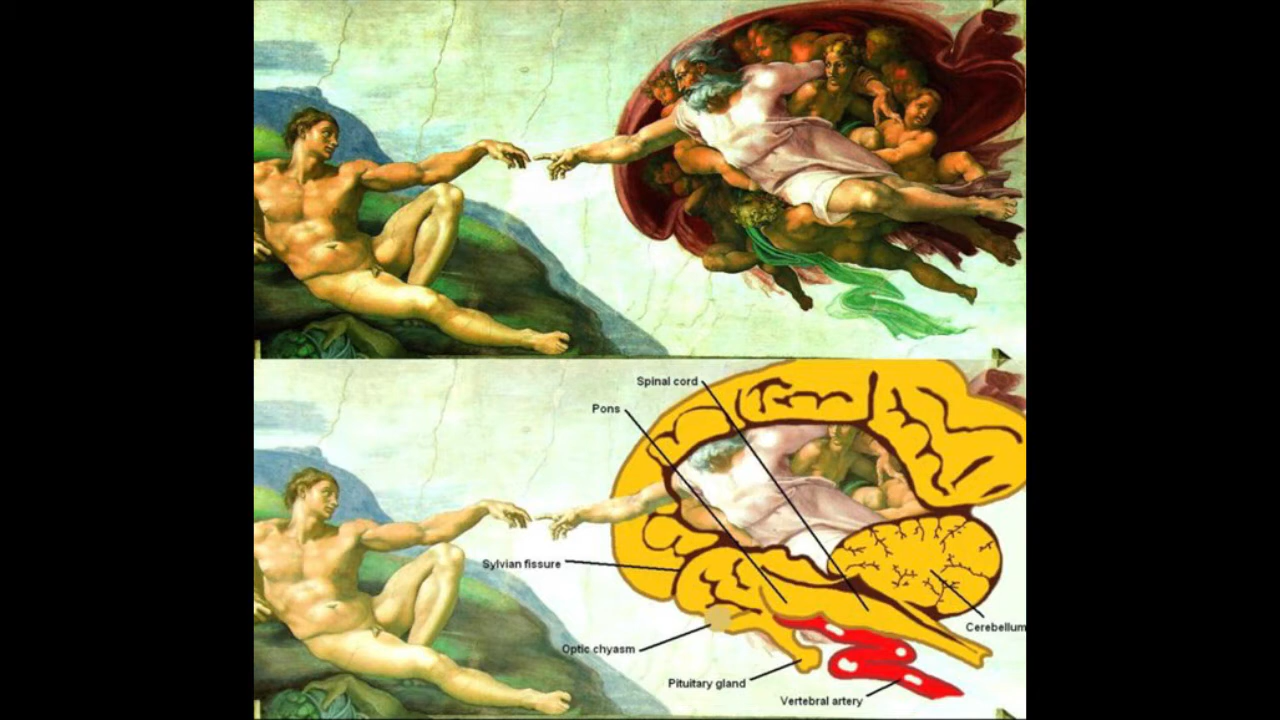 Spinal cord
Pons
Sylvian fissure
Cerebellum
Optic chyasm
Pituitary gland
Vertebral artery